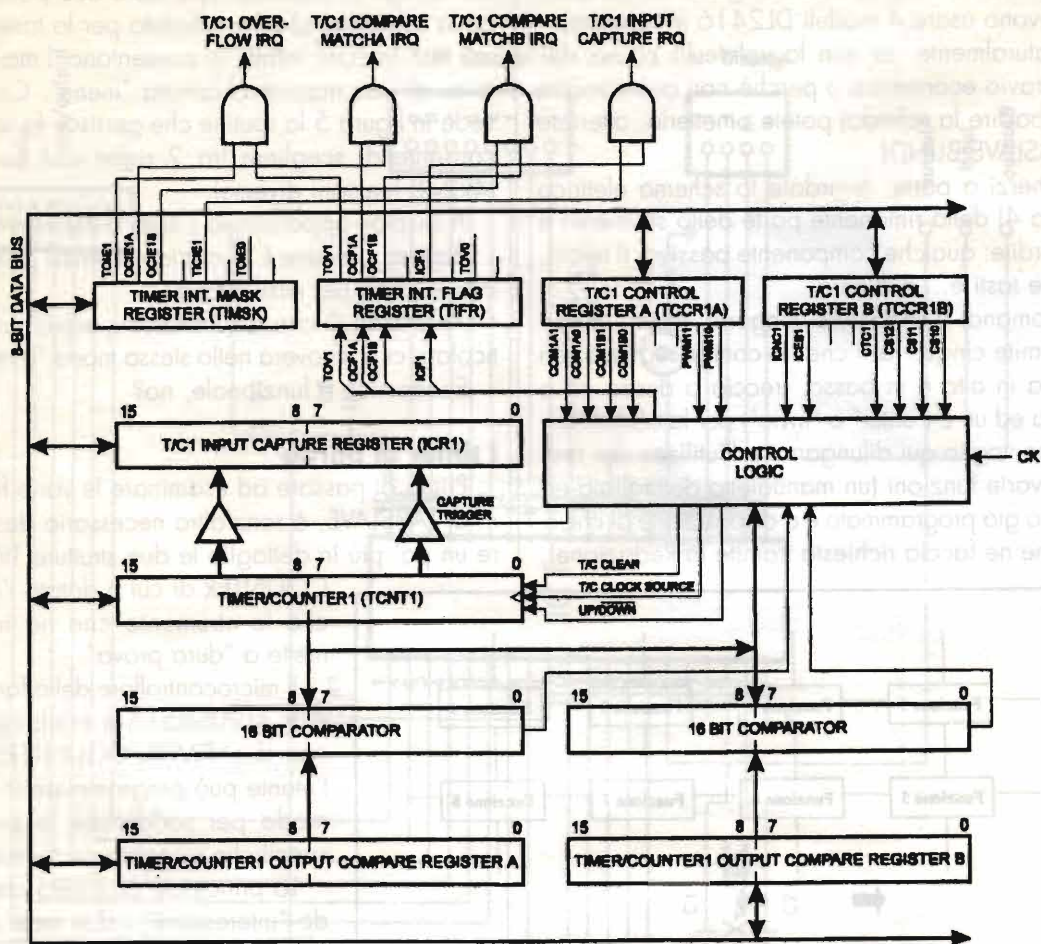 T/C1 OVER-
FLOW IRQ
T/C1 COMPARE
MATCHA IRQ
T/C1 COMPARE
MATCHB IRQ
T/C1 INPUT
CAPTURE IRQ
8-BIT DATA BUS
TOIE1
OCIE1A
OCIE1B
TICIE1
TOIE0
TOV1
OCF1A
OCF1B
ICF1
TOV0
TIMER INT. MASK
REGISTER (TIMSK)
TIMER INT. FLAG
REGISTER (TIFR)
T/C1 CONTROL
REGISTER A (TCCR1A)
T/C1 CONTROL
REGISTER B (TCCR1B)
TOV1
OCF1A
OCF1B
ICF1
COM1A1
COM1A0
COM1B1
COM1B0
PWM11
PWM10
ICNC1
ICES1
CTC1
CS12
CS11
CS10
15 8 7 0
T/C1 INPUT CAPTURE REGISTER (ICR1)
CONTROL
LOGIC
CK
CAPTURE
TRIGGER
15 8 7 0
TIMER/COUNTER1 (TCNT1)
T/C CLEAR
T/C CLOCK SOURCE
UP/DOWN
15 8 7 0
16 BIT COMPARATOR
15 8 7 0
16 BIT COMPARATOR
15 8 7 0
TIMER/COUNTER1 OUTPUT COMPARE REGISTER A
15 8 7 0
TIMER/COUNTER1 OUTPUT COMPARE REGISTER B